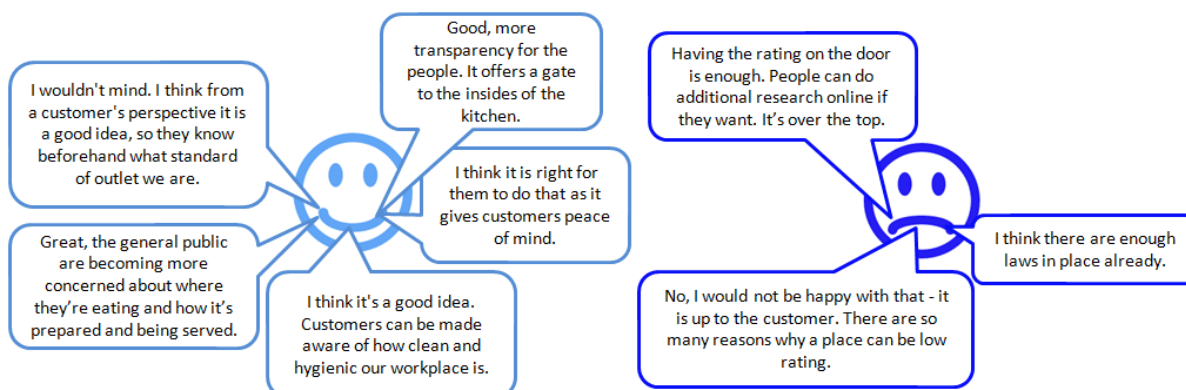 I wouldn't mind. I think from
a customer's perspective it is
a good idea, so they know
beforehand what standard
of outlet we are.
Good, more
transparency for the
people. It offers a gate
to the insides of the
kitchen.
I think it is right for
them to do that as it
gives customers peace
of mind.
Great, the general public
are becoming more
concerned about where
they’re eating and how it’s
prepared and being served.
I think it's a good idea.
Customers can be made
aware of how clean and
hygienic our workplace is.
Having the rating on the door
is enough. People can do
additional research online if
they want. It’s over the top.
I think there are enough
laws in place already.
No, I would not be happy with that - it
is up to the customer. There are so
many reasons why a place can be low
rating.